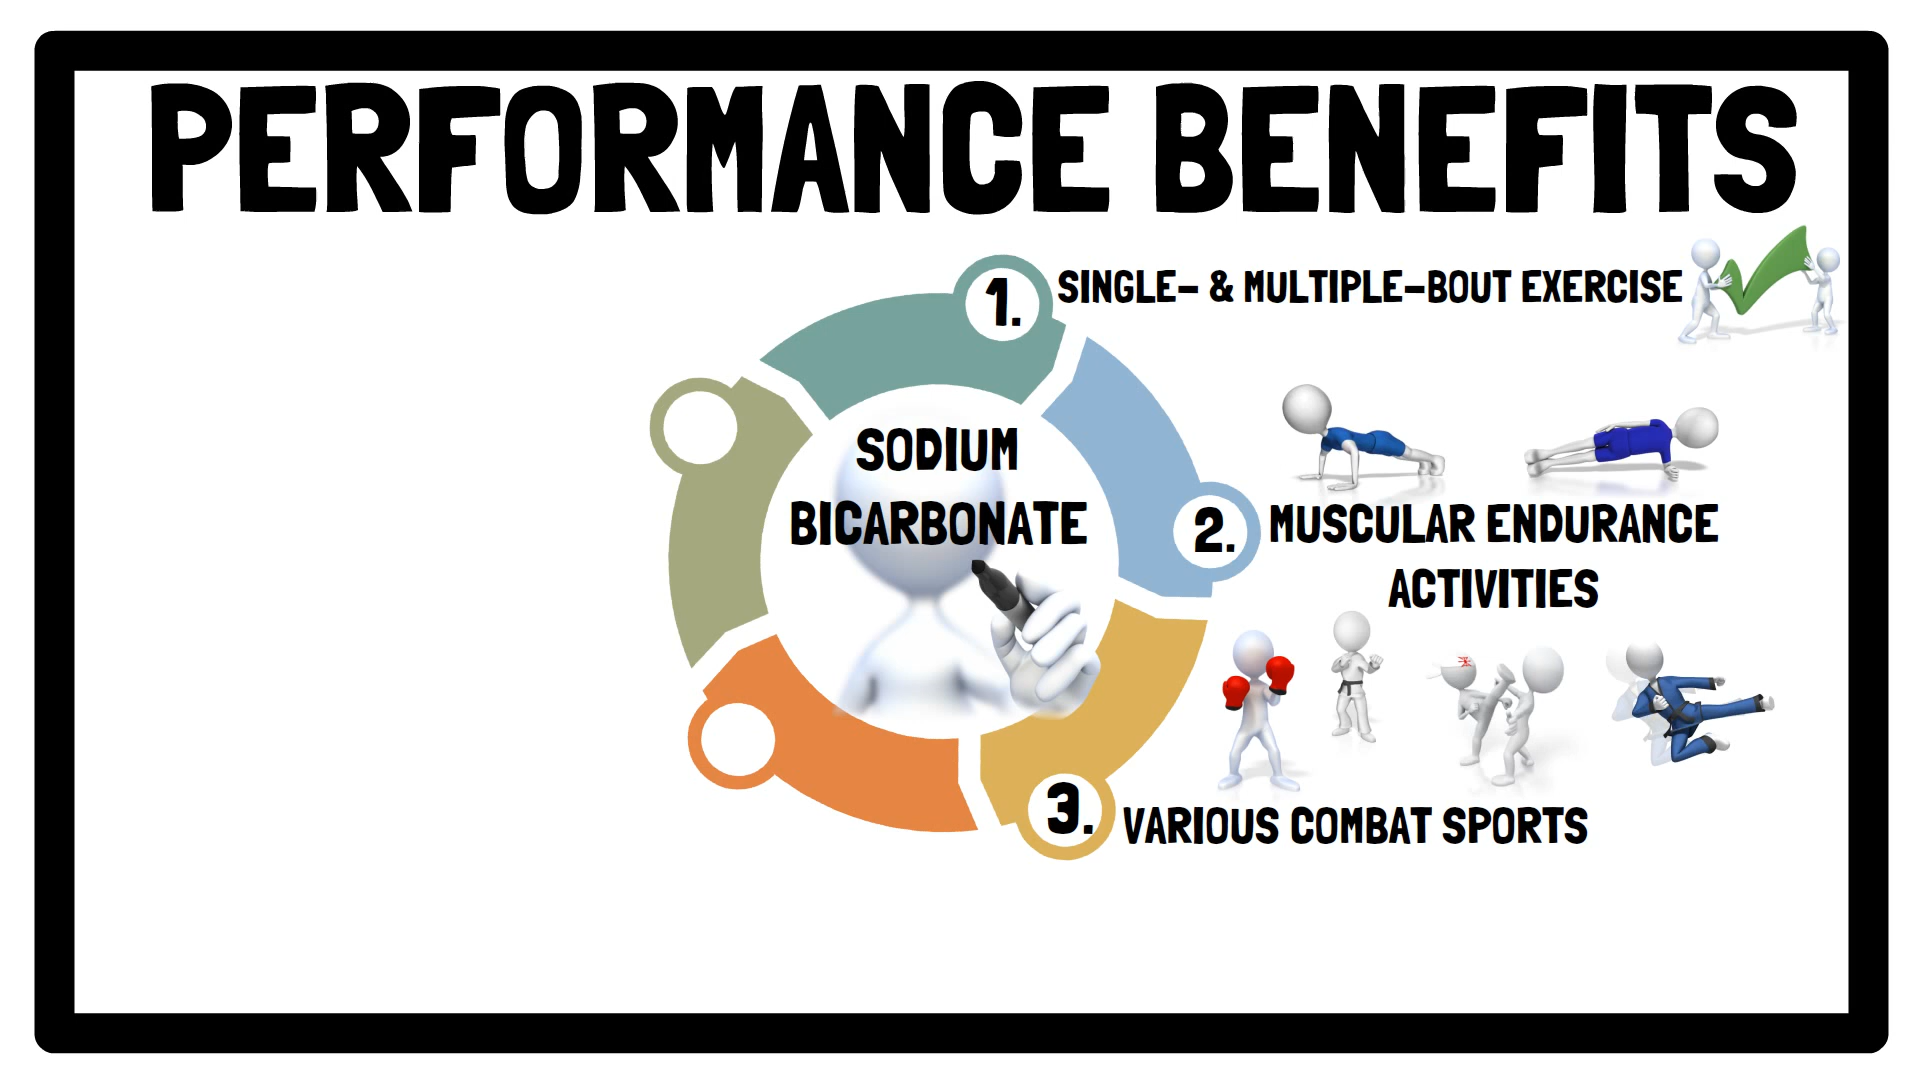 PERFORMANCE BENEFITS
1. SINGLE- & MULTIPLE-BOUT EXERCISE
SODIUM
BICARBONATE
2. MUSCULAR ENDURANCE
ACTIVITIES
3. VARIOUS COMBAT SPORTS